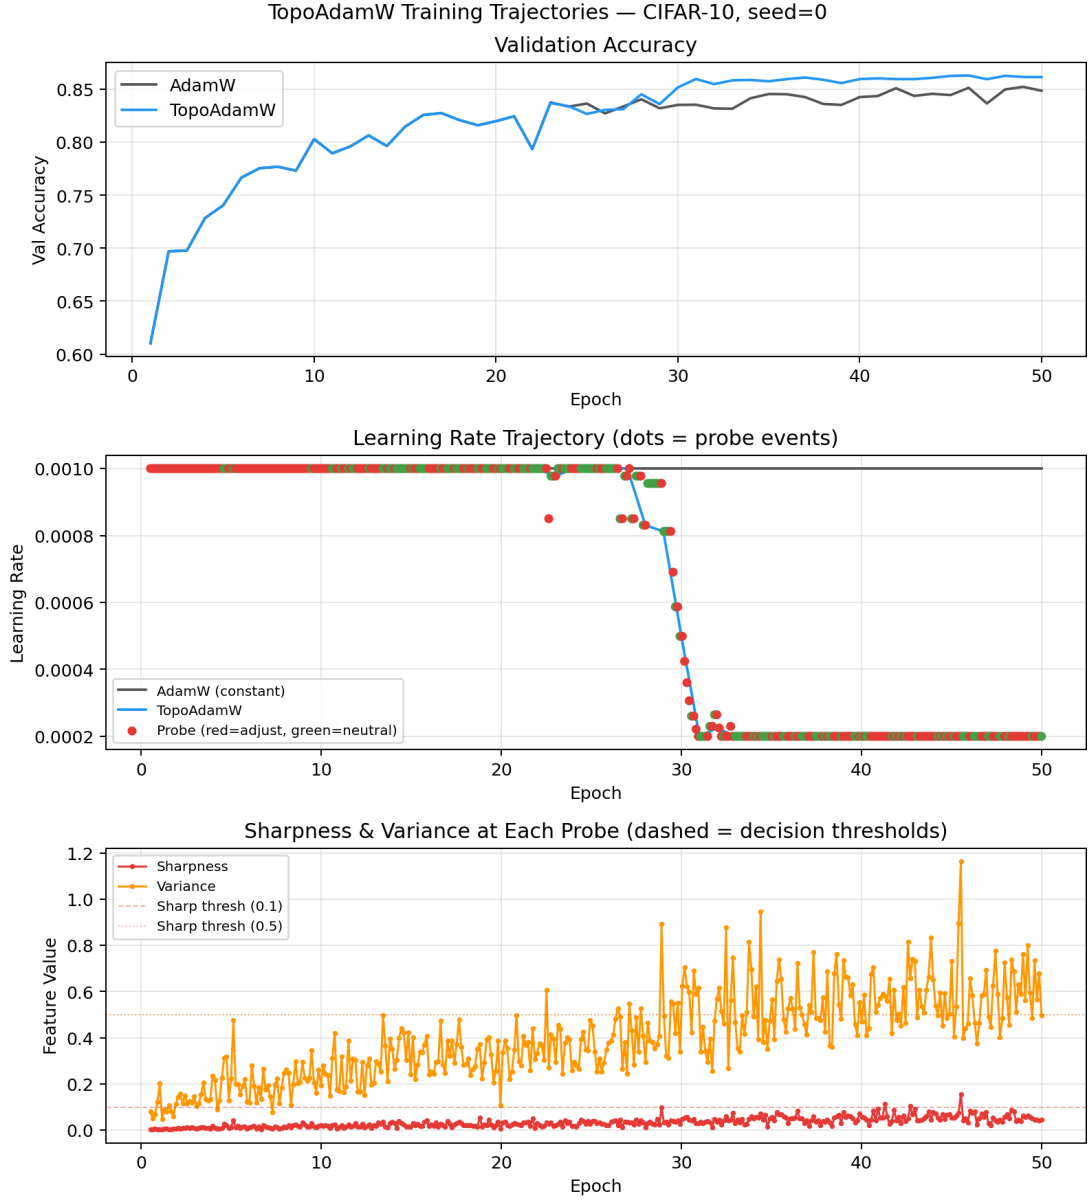 TopoAdamW Training Trajectories — CIFAR-10, seed=0
Validation Accuracy
AdamW
TopoAdamW
Val Accuracy
0.85
0.80
0.75
0.70
0.65
0.60
0 10 20 30 40 50
Epoch
Learning Rate Trajectory (dots = probe events)
Learning Rate
0.0010
0.0008
0.0006
0.0004
0.0002
AdamW (constant)
TopoAdamW
Probe (red=adjust, green=neutral)
0 10 20 30 40 50
Epoch
Sharpness & Variance at Each Probe (dashed = decision thresholds)
Feature Value
1.2
1.0
0.8
0.6
0.4
0.2
0.0
Sharpness
Variance
Sharp thresh (0.1)
Sharp thresh (0.5)
0 10 20 30 40 50
Epoch